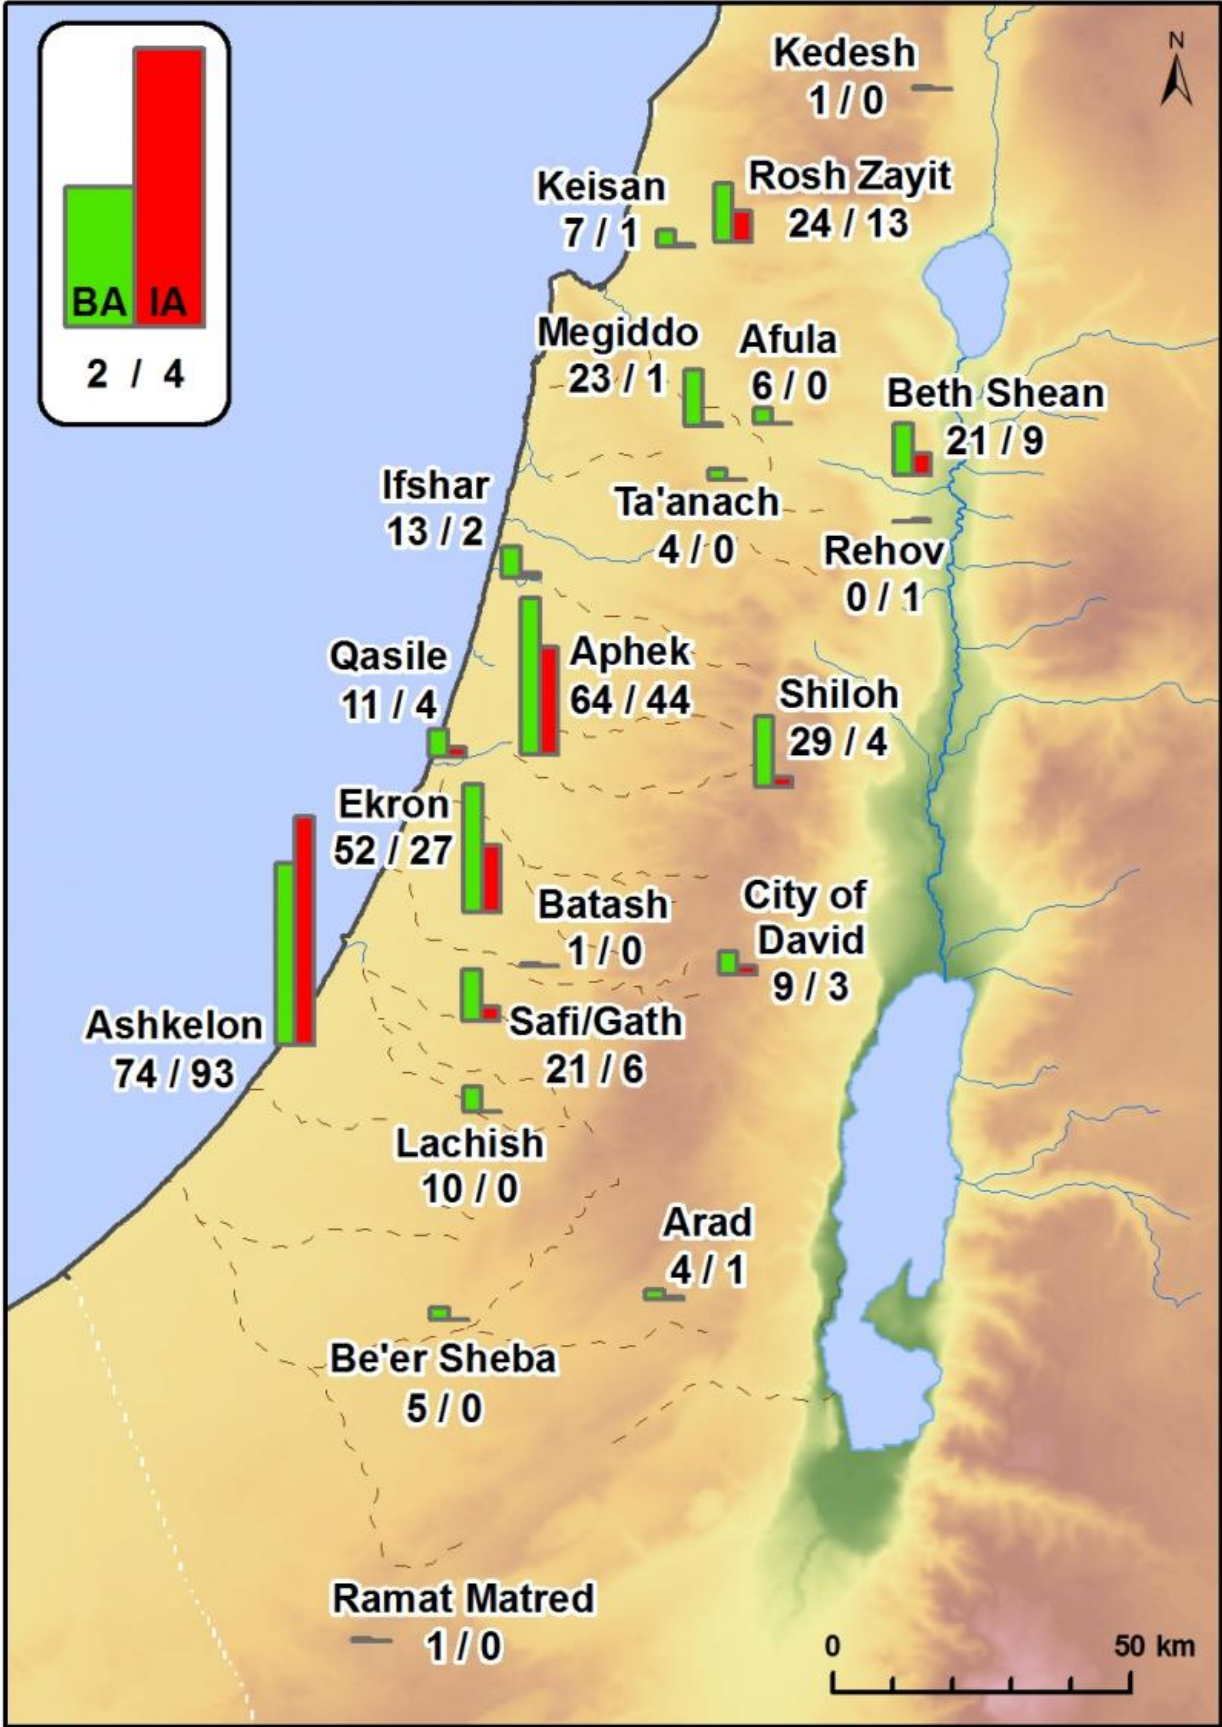 N
Kedesh
1 / 0
BA IA
2 / 4
Keisan
7 / 1
Rosh Zayit
24 / 13
Megiddo
23 / 1
Afula
6 / 0
Beth Shean
21 / 9
Ifshar
13 / 2
Ta'anach
4 / 0
Rehov
0 / 1
Qasile
11 / 4
Aphek
64 / 44
Shiloh
29 / 4
Ekron
52 / 27
Batash
1 / 0
City of
David
9 / 3
Ashkelon
74 / 93
Safi/Gath
21 / 6
Lachish
10 / 0
Arad
4 / 1
Be'er Sheba
5 / 0
Ramat Matred
1 / 0
0 50 km